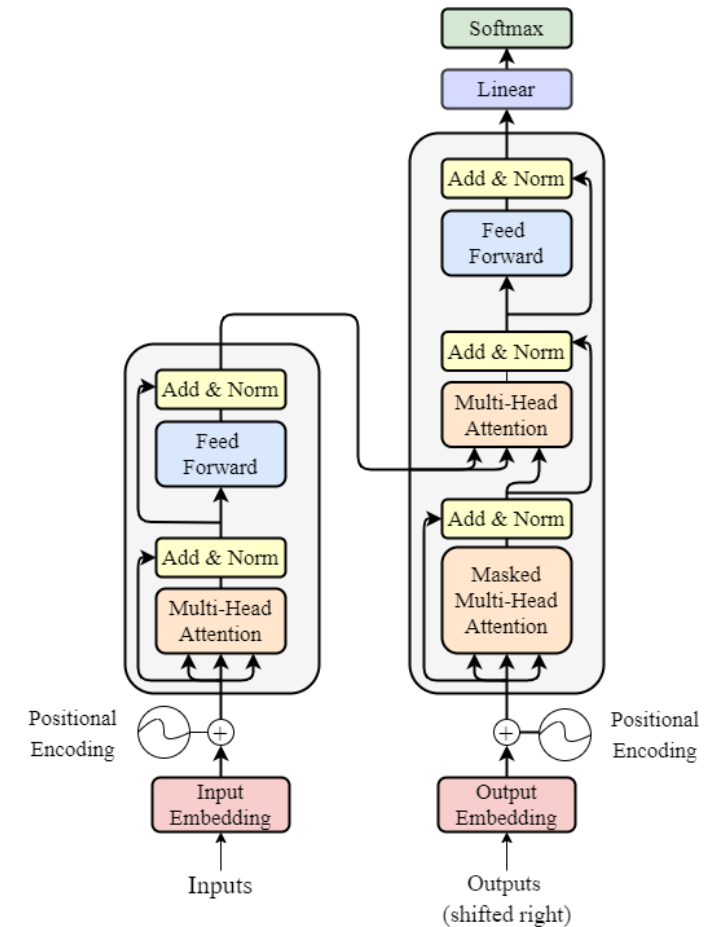 Softmax
Linear
Add & Norm
Feed
Forward
Add & Norm
Multi-Head
Attention
Add & Norm
Masked
Multi-Head
Attention
Add & Norm
Feed
Forward
Add & Norm
Multi-Head
Attention
Positional
Encoding
Positional
Encoding
Input
Embedding
Output
Embedding
Inputs
Outputs
(shifted right)